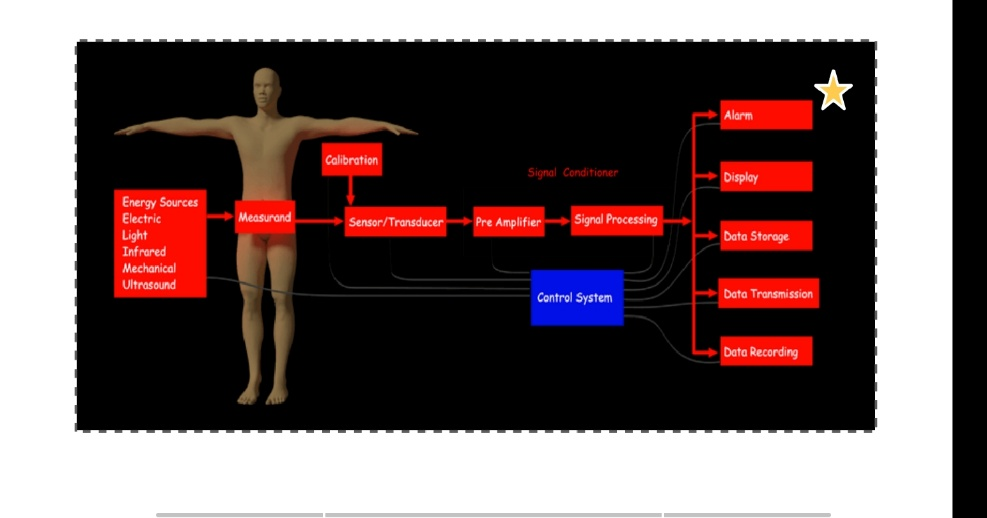 Alarm
Calibration
Signal Conditioner
Display
Energy Sources
Electric
Light
Infrared
Mechanical
Ultrasound
Measurand
Sensor/Transducer
Pre Amplifier
Signal Processing
Data Storage
Control System
Data Transmission
Data Recording